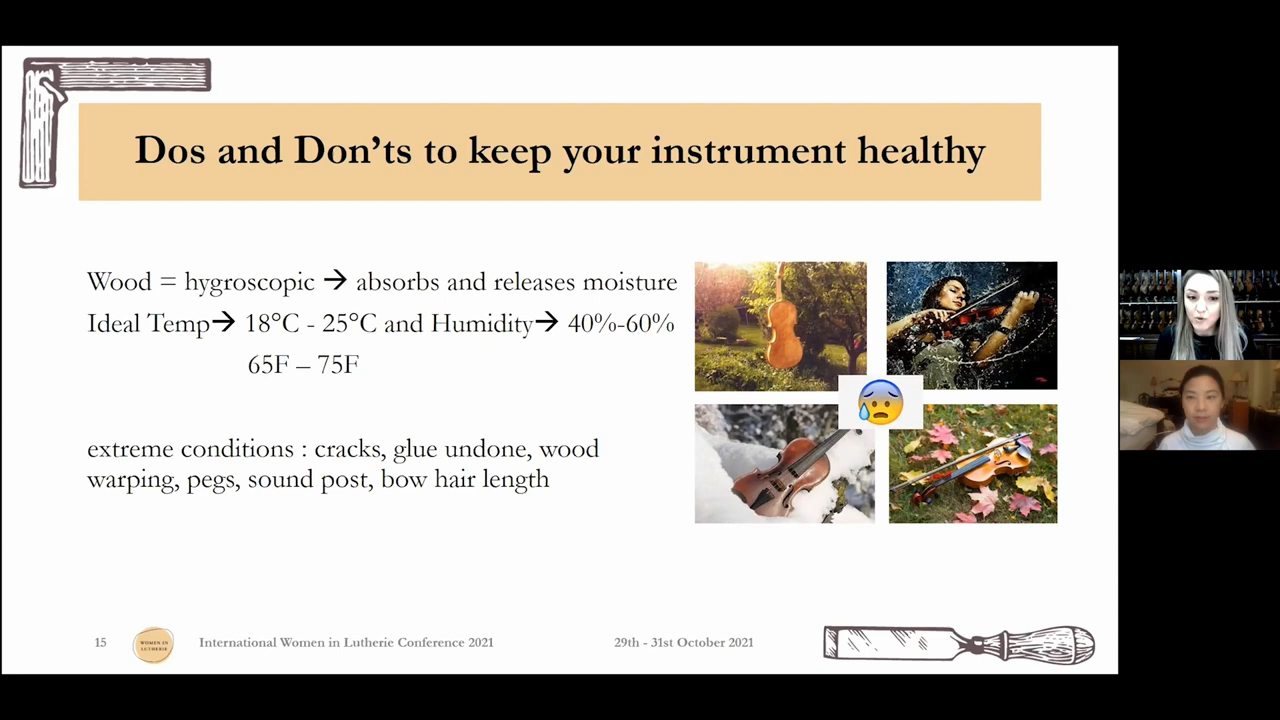 Dos and Don’ts to keep your instrument healthy
Wood = hygroscopic → absorbs and releases moisture
Ideal Temp→ 18°C - 25°C and Humidity→ 40%-60%
65F – 75F
extreme conditions : cracks, glue undone, wood
warping, pegs, sound post, bow hair length
15
WOMEN IN
LUTHERIE
International Women in Lutherie Conference 2021
29th - 31st October 2021